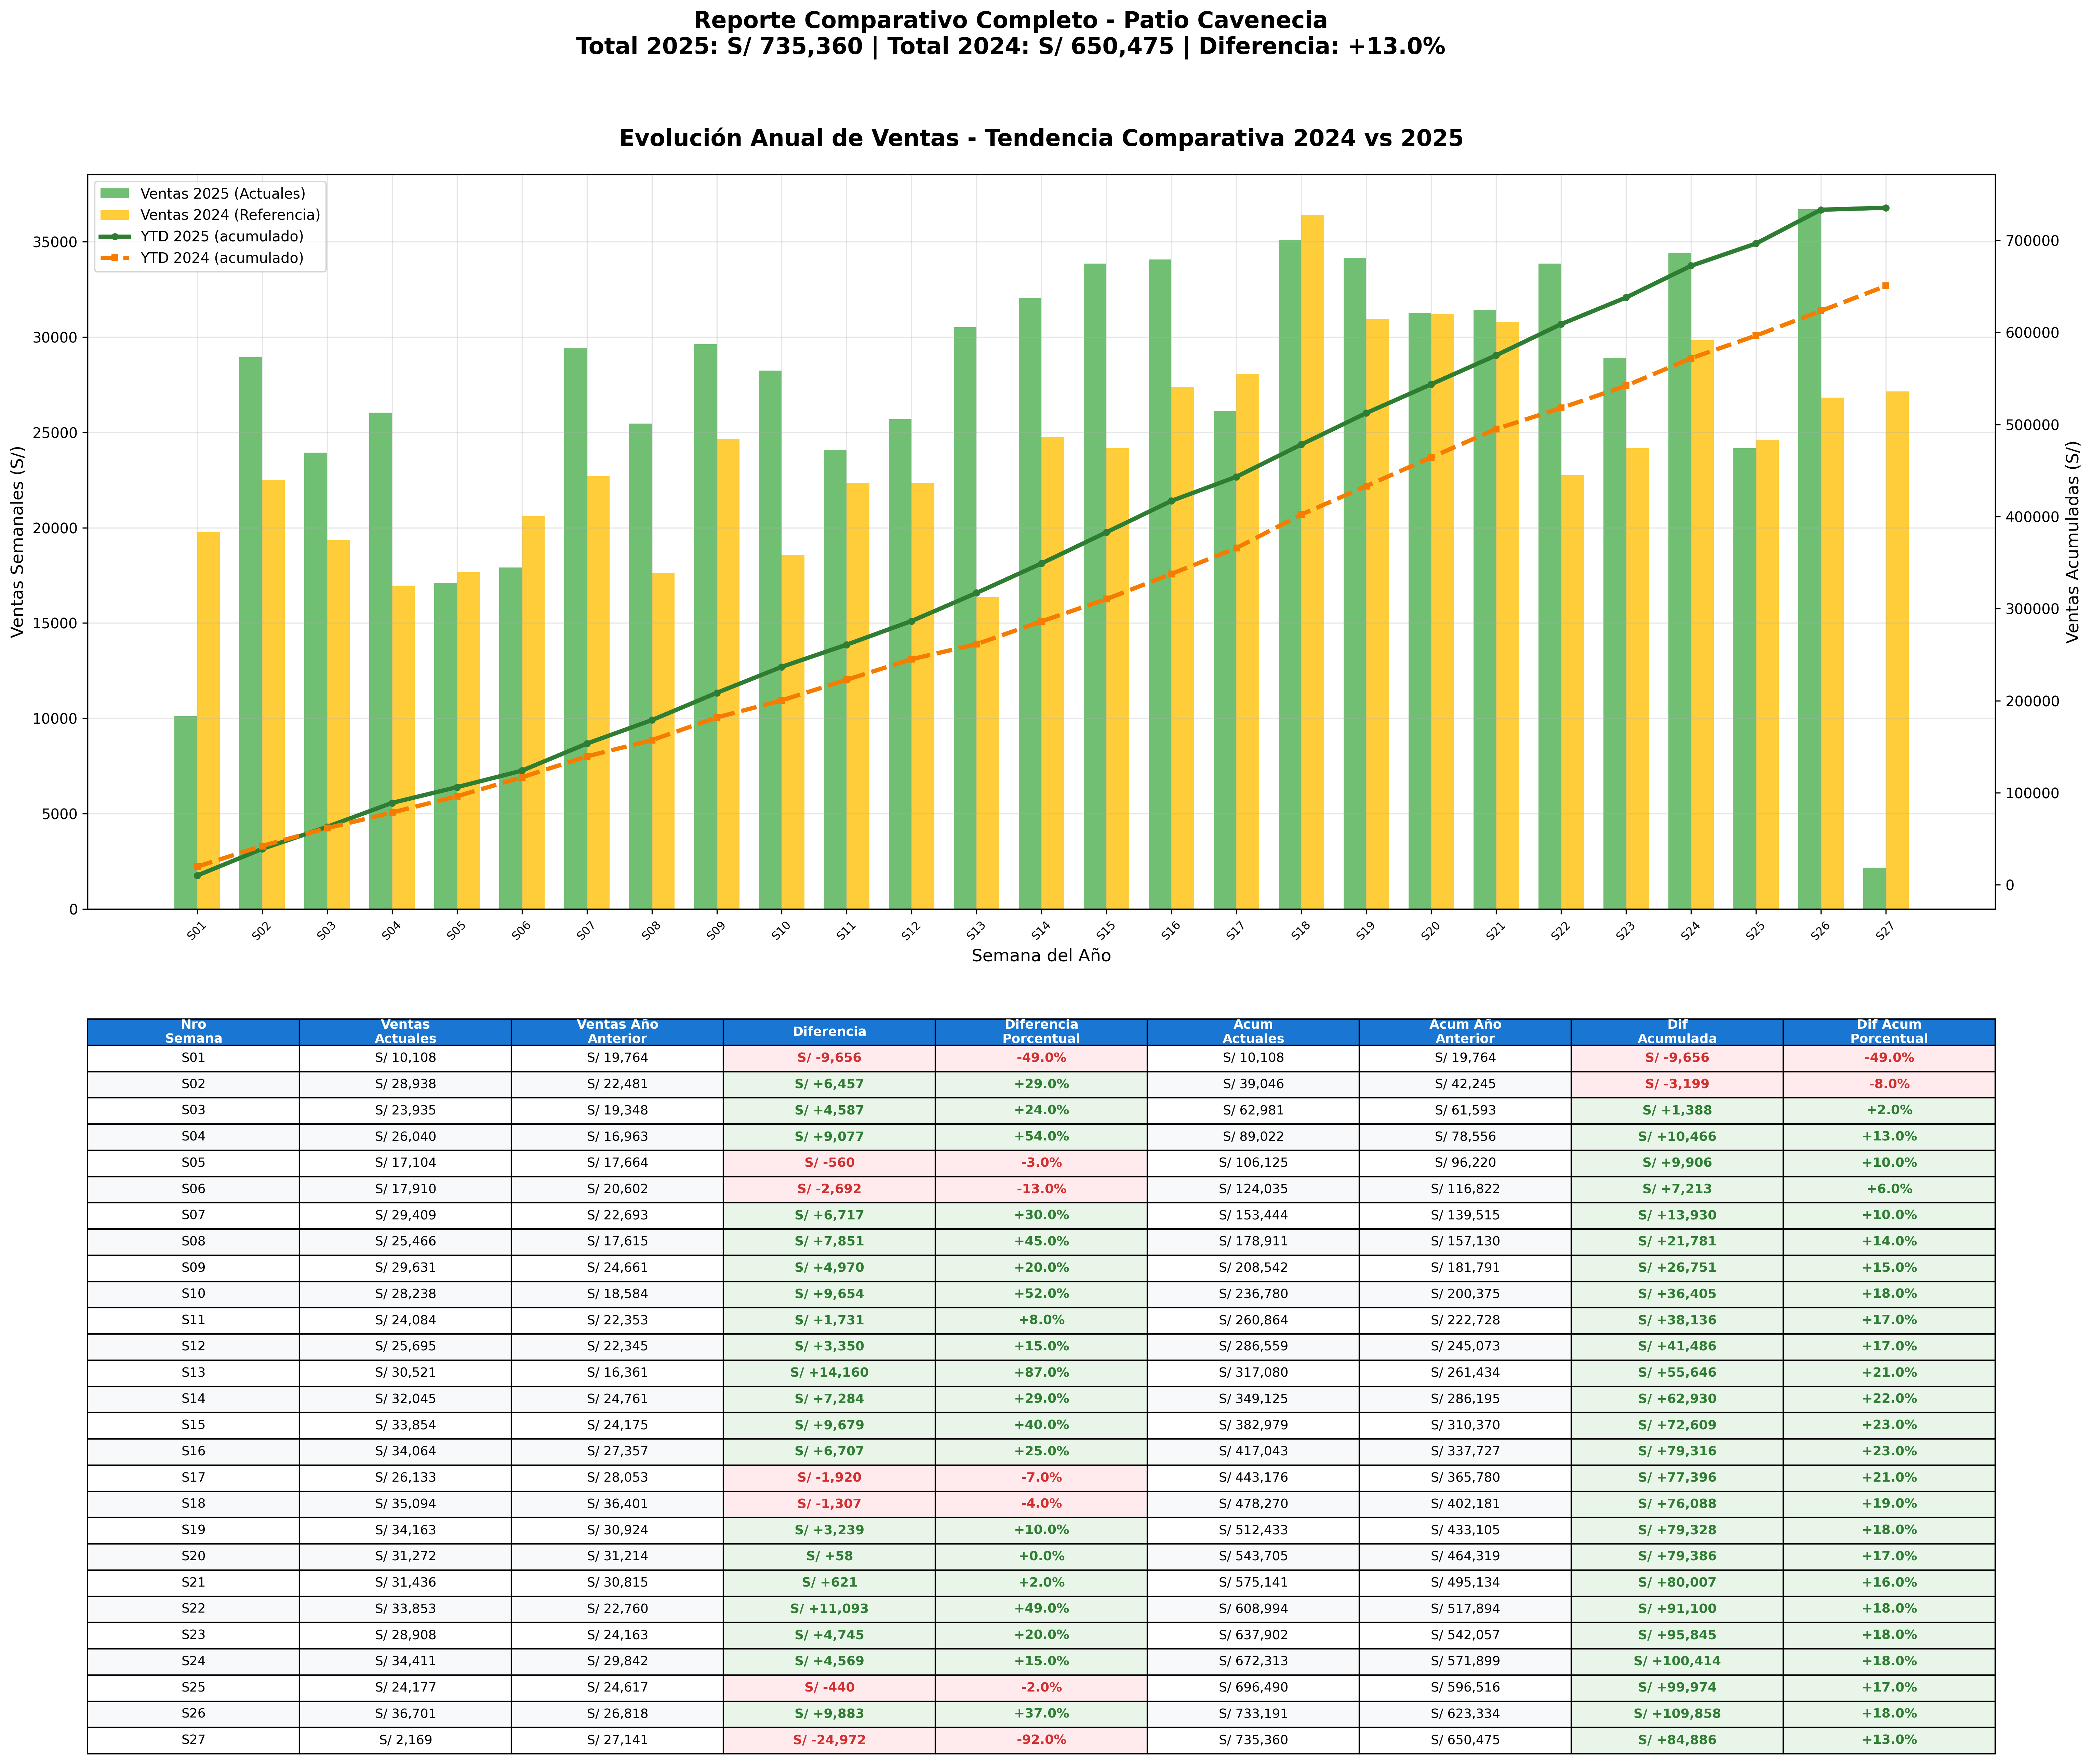 Reporte Comparativo Completo - Patio Cavenecia
Total 2025: S/ 735,360 | Total 2024: S/ 650,475 | Diferencia: +13.0%
Evolución Anual de Ventas - Tendencia Comparativa 2024 vs 2025
Ventas 2025 (Actuales)
Ventas 2024 (Referencia)
YTD 2025 (acumulado)
YTD 2024 (acumulado)
Ventas Semanales (S/)
35000
30000
25000
20000
15000
10000
5000
0
Ventas Acumuladas (S/)
700000
600000
500000
400000
300000
200000
100000
0
S01 S02 S03 S04 S05 S06 S07 S08 S09 S10 S11 S12 S13 S14 S15 S16 S17 S18 S19 S20 S21 S22 S23 S24 S25 S26 S27
Semana del Año
Nro Semana Ventas Actuales Ventas Año Anterior Diferencia Diferencia Porcentual Acum Actuales Acum Año Anterior Dif Acumulada Dif Acum Porcentual
S01 S/ 10,108 S/ 19,764 S/ -9,656 -49.0% S/ 10,108 S/ 19,764 S/ -9,656 -49.0%
S02 S/ 28,938 S/ 22,481 S/ +6,457 +29.0% S/ 39,046 S/ 42,245 S/ -3,199 -8.0%
S03 S/ 23,935 S/ 19,348 S/ +4,587 +24.0% S/ 62,981 S/ 61,593 S/ +1,388 +2.0%
S04 S/ 26,040 S/ 16,963 S/ +9,077 +54.0% S/ 89,022 S/ 78,556 S/ +10,466 +13.0%
S05 S/ 17,104 S/ 17,664 S/ -560 -3.0% S/ 106,125 S/ 96,220 S/ +9,906 +10.0%
S06 S/ 17,910 S/ 20,602 S/ -2,692 -13.0% S/ 124,035 S/ 116,822 S/ +7,213 +6.0%
S07 S/ 29,409 S/ 22,693 S/ +6,717 +30.0% S/ 153,444 S/ 139,515 S/ +13,930 +10.0%
S08 S/ 25,466 S/ 17,615 S/ +7,851 +45.0% S/ 178,911 S/ 157,130 S/ +21,781 +14.0%
S09 S/ 29,631 S/ 24,661 S/ +4,970 +20.0% S/ 208,542 S/ 181,791 S/ +26,751 +15.0%
S10 S/ 28,238 S/ 18,584 S/ +9,654 +52.0% S/ 236,780 S/ 200,375 S/ +36,405 +18.0%
S11 S/ 24,084 S/ 22,353 S/ +1,731 +8.0% S/ 260,864 S/ 222,728 S/ +38,136 +17.0%
S12 S/ 25,695 S/ 22,345 S/ +3,350 +15.0% S/ 286,559 S/ 245,073 S/ +41,486 +17.0%
S13 S/ 30,521 S/ 16,361 S/ +14,160 +87.0% S/ 317,080 S/ 261,434 S/ +55,646 +21.0%
S14 S/ 32,045 S/ 24,761 S/ +7,284 +29.0% S/ 349,125 S/ 286,195 S/ +62,930 +22.0%
S15 S/ 33,854 S/ 24,175 S/ +9,679 +40.0% S/ 382,979 S/ 310,370 S/ +72,609 +23.0%
S16 S/ 34,064 S/ 27,357 S/ +6,707 +25.0% S/ 417,043 S/ 337,727 S/ +79,316 +23.0%
S17 S/ 26,133 S/ 28,053 S/ -1,920 -7.0% S/ 443,176 S/ 365,780 S/ +77,396 +21.0%
S18 S/ 35,094 S/ 36,401 S/ -1,307 -4.0% S/ 478,270 S/ 402,181 S/ +76,088 +19.0%
S19 S/ 34,163 S/ 30,924 S/ +3,239 +10.0% S/ 512,433 S/ 433,105 S/ +79,328 +18.0%
S20 S/ 31,272 S/ 31,214 S/ +58 +0.0% S/ 543,705 S/ 464,319 S/ +79,386 +17.0%
S21 S/ 31,436 S/ 30,815 S/ +621 +2.0% S/ 575,141 S/ 495,134 S/ +80,007 +16.0%
S22 S/ 33,853 S/ 22,760 S/ +11,093 +49.0% S/ 608,994 S/ 517,894 S/ +91,100 +18.0%
S23 S/ 28,908 S/ 24,163 S/ +4,745 +20.0% S/ 637,902 S/ 542,057 S/ +95,845 +18.0%
S24 S/ 34,411 S/ 29,842 S/ +4,569 +15.0% S/ 672,313 S/ 571,899 S/ +100,414 +18.0%
S25 S/ 24,177 S/ 24,617 S/ -440 -2.0% S/ 696,490 S/ 596,516 S/ +99,974 +17.0%
S26 S/ 36,701 S/ 26,818 S/ +9,883 +37.0% S/ 733,191 S/ 623,334 S/ +109,858 +18.0%
S27 S/ 2,169 S/ 27,141 S/ -24,972 -92.0% S/ 735,360 S/ 650,475 S/ +84,886 +13.0%